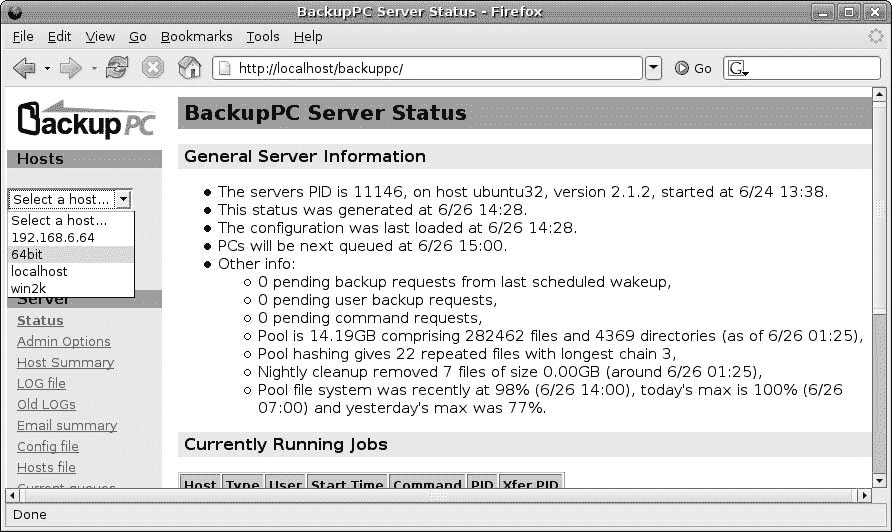 BackupPC Server Status - Firefox
File Edit View Go Bookmarks Tools Help
http://localhost/backuppc/ Go G
BackupPC
Hosts
Select a host...
Select a host...
192.168.6.64
64bit
localhost
win2k
Server
Status
Admin Options
Host Summary
LOG file
Old LOGs
Email summary
Config file
Hosts file
Current queues
BackupPC Server Status
General Server Information
The servers PID is 11146, on host ubuntu32, version 2.1.2, started at 6/24 13:38.
This status was generated at 6/26 14:28.
The configuration was last loaded at 6/26 14:28.
PCs will be next queued at 6/26 15:00.
Other info:
0 pending backup requests from last scheduled wakeup,
0 pending user backup requests,
0 pending command requests,
Pool is 14.19GB comprising 282462 files and 4369 directories (as of 6/26 01:25),
Pool hashing gives 22 repeated files with longest chain 3,
Nightly cleanup removed 7 files of size 0.00GB (around 6/26 01:25),
Pool file system was recently at 98% (6/26 14:00), today's max is 100% (6/26
07:00) and yesterday's max was 77%.
Currently Running Jobs
Host Type User Start Time Command PID Xfer PID
Done